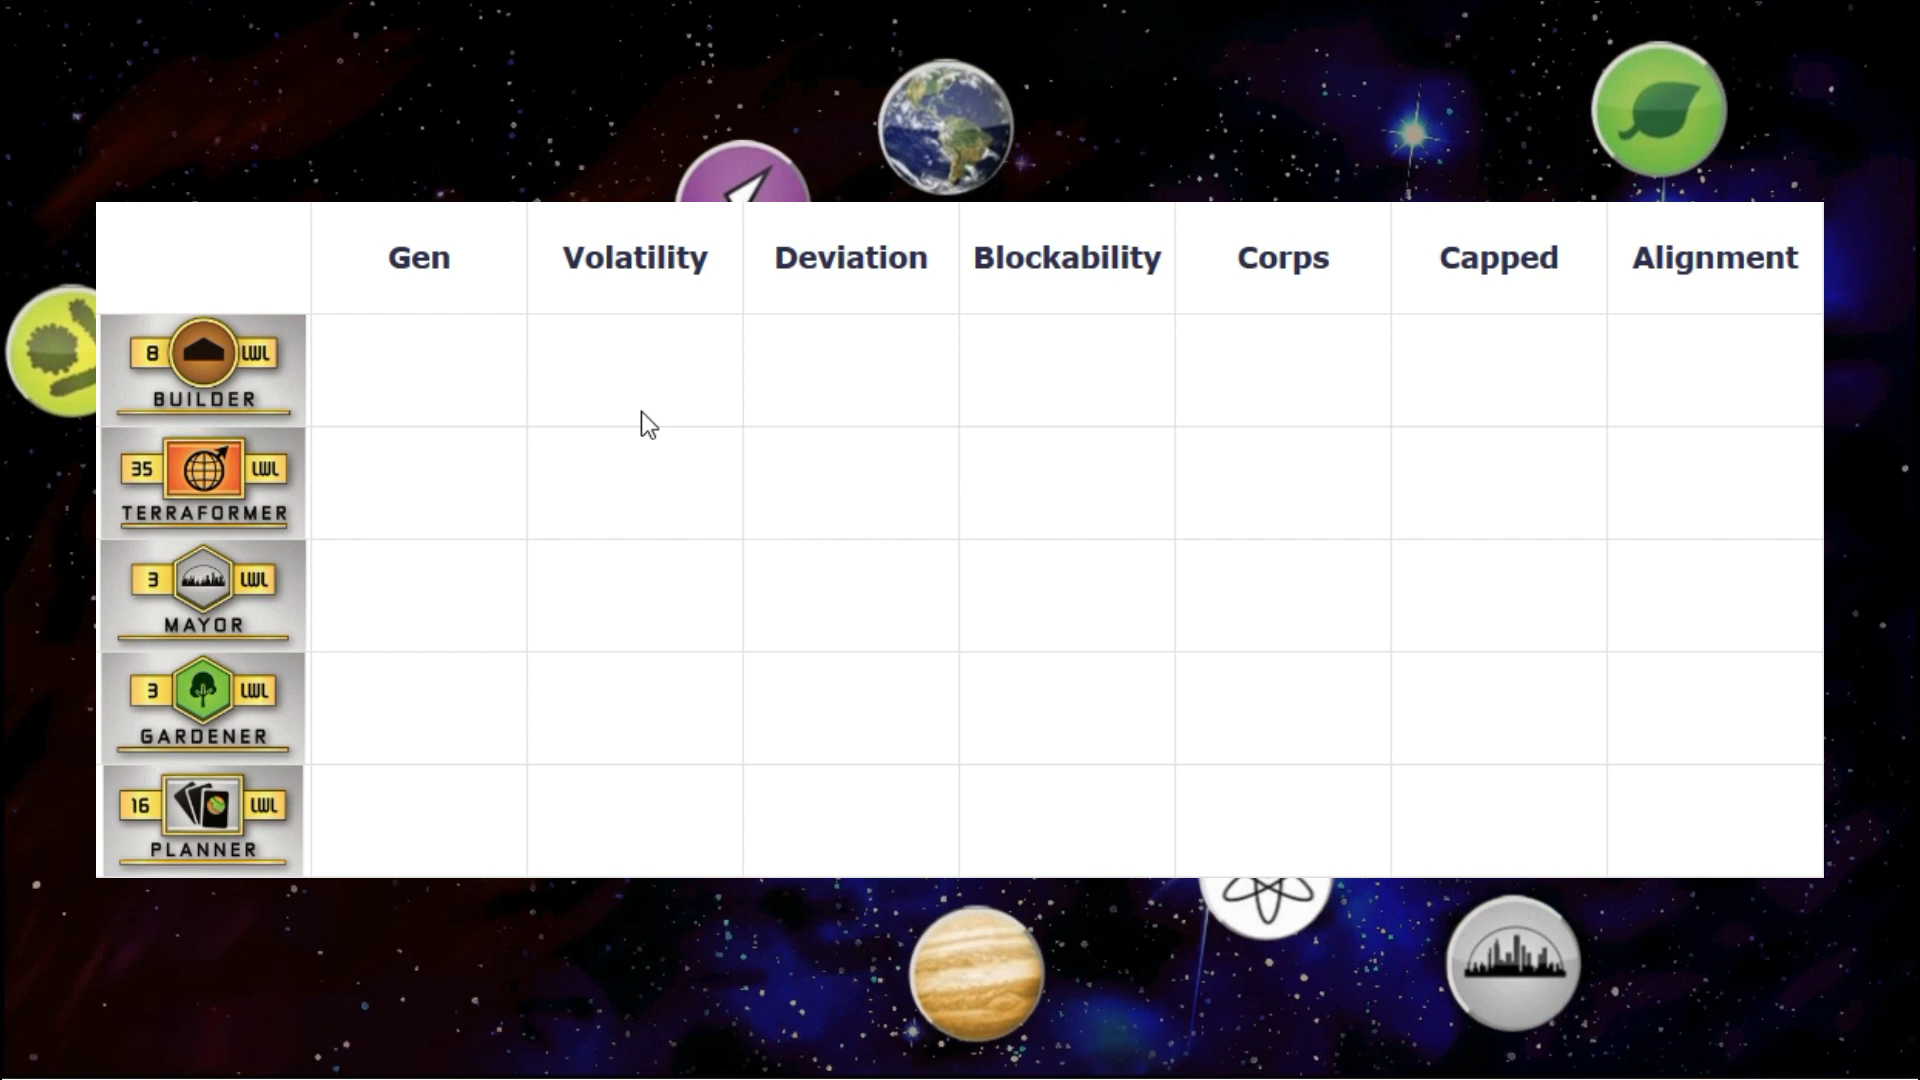 Gen Volatility Deviation Blockability Corps Capped Alignment
8 LWL
BUILDER
35 LWL
TERRAFORMER
3 LWL
MAYOR
3 LWL
GARDENER
16 LWL
PLANNER